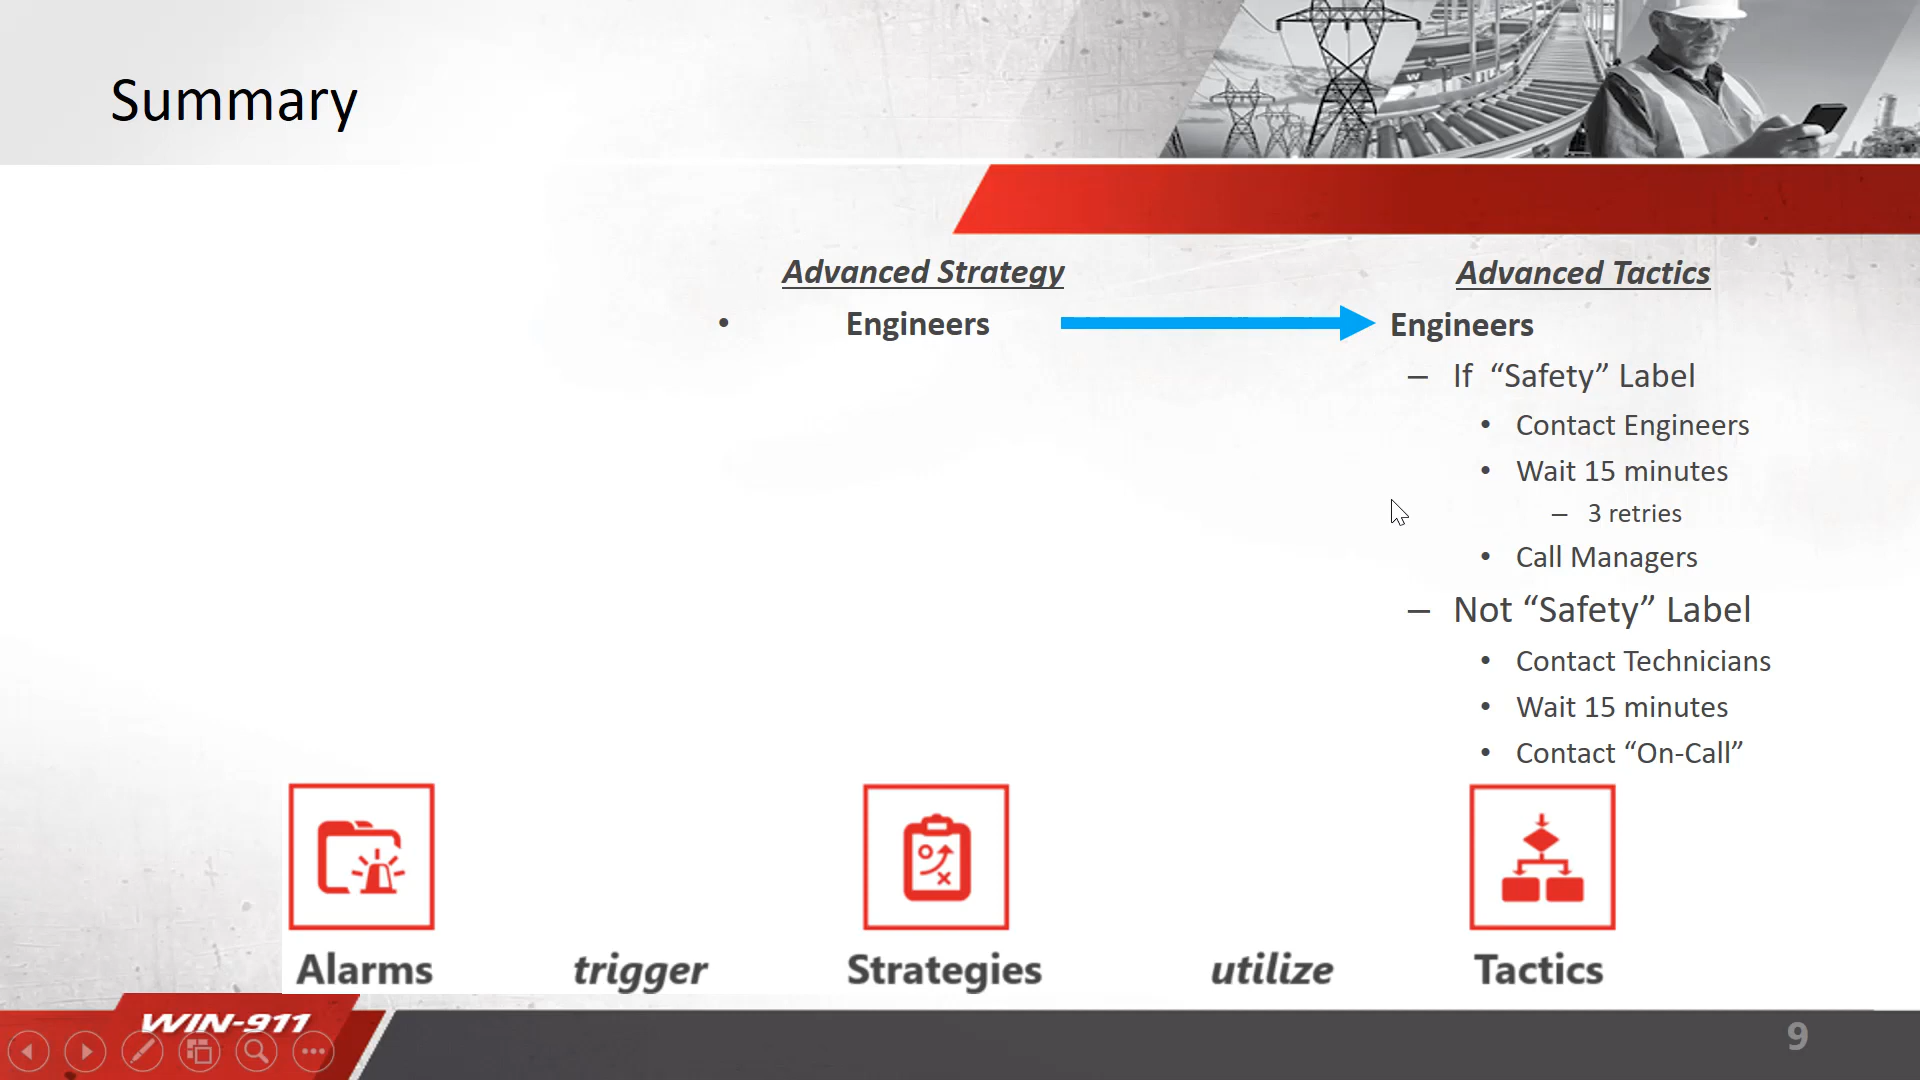 Summary
Advanced Strategy
• Engineers
Advanced Tactics
Engineers
– If “Safety” Label
• Contact Engineers
• Wait 15 minutes
– 3 retries
• Call Managers
– Not “Safety” Label
• Contact Technicians
• Wait 15 minutes
• Contact “On-Call”
Alarms trigger Strategies utilize Tactics
WIN-911
9